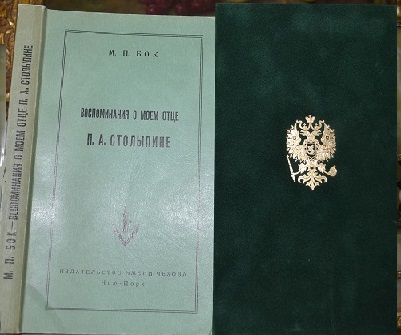 М. П. БОК — ВОСПОМИНАНИЯ О МОЕМ ОТЦЕ П. А. СТОЛЫПИНЕ
М. П. БОК
ВОСПОМИНАНИЯ О МОЕМ ОТЦЕ
П. А. СТОЛЫПИНЕ
ИЗДАТЕЛЬСТВО ИМЕНИ ЧЕХОВА
Нью-Йорк